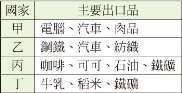 國家 主要出口品
甲 電腦、汽車、肉品
乙 鋼鐵、汽車、紡織
丙 咖啡、可可、石油、鐵礦
丁 牛乳、稻米、鐵礦